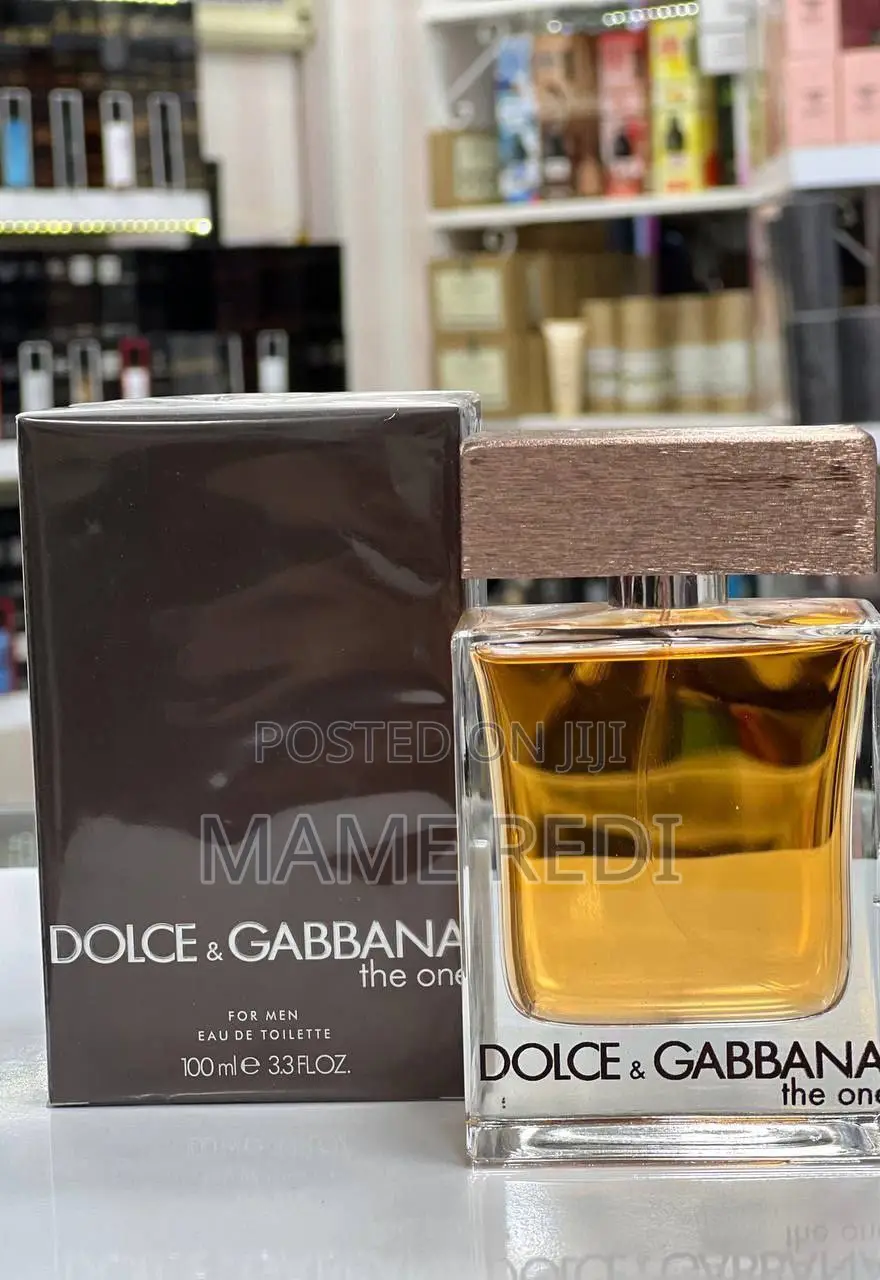 POSTED ON JIJI
MAME REDI
DOLCE & GABBANA
the one
FOR MEN
EAU DE TOILETTE
100 ml e 3.3 FL.OZ.
DOLCE & GABBANA
the one